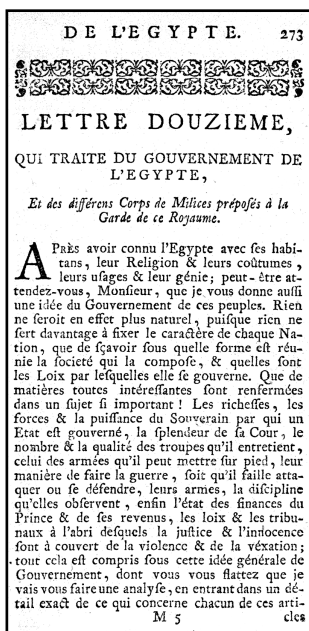 DE L'EGYPTE. 273
LETTRE DOUZIEME,
QUI TRAITE DU GOUVERNEMENT DE
L'EGYPTE,
Et des différens Corps de Milices préposés à la
Garde de ce Royaume.
APRÈS avoir connu l'Egypte avec ses habi-
tans, leur Religion & leurs coûtumes,
leurs usages & leur génie; peut-être at-
tendez-vous, Monsieur, que je vous donne aussi
une idée du Gouvernement de ces peuples. Rien
ne seroit en effet plus naturel, puisque rien ne
sert davantage à fixer le caractère de chaque Na-
tion, que de sçavoir sous quelle forme est réu-
nie la societé qui la compose, & quelles sont
les Loix par lesquelles elle se gouverne. Que de
matières toutes intéressantes sont renfermées
dans un sujet si important! Les richesses, les
forces & la puissance du Souverain par qui un
Etat est gouverné, la splendeur de sa Cour, le
nombre & la qualité des troupes qu'il entretient,
celui des armées qu'il peut mettre sur pied, leur
manière de faire la guerre, soit qu'il faille atta-
quer ou se défendre, leurs armes, la discipline
qu'elles observent, enfin l'état des finances du
Prince & de ses revenus, les loix & les tribu-
naux à l'abri desquels la justice & l'innocence
sont à couvert de la violence & de la véxation;
tout cela est compris sous cette idée générale de
Gouvernement, dont vous vous flattez que je
vais vous faire une analyse, en entrant dans un dé-
tail exact de ce qui concerne chacun de ces arti-
M 5 cles